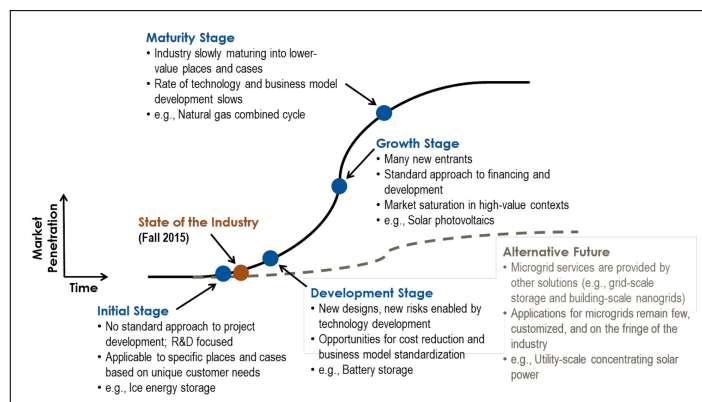 Maturity Stage
• Industry slowly maturing into lower-
value places and cases
• Rate of technology and business model
development slows
• e.g., Natural gas combined cycle
Growth Stage
• Many new entrants
• Standard approach to financing and
development
• Market saturation in high-value contexts
• e.g., Solar photovoltaics
Market
Penetration
Time
State of the Industry
(Fall 2015)
Initial Stage
• No standard approach to project
development; R&D focused
• Applicable to specific places and cases
based on unique customer needs
• e.g., Ice energy storage
Development Stage
• New designs, new risks enabled by
technology development
• Opportunities for cost reduction and
business model standardization
• e.g., Battery storage
Alternative Future
• Microgrid services are provided by
other solutions (e.g., grid-scale
storage and building-scale nanogrids)
• Applications for microgrids remain few,
customized, and on the fringe of the
industry
• e.g., Utility-scale concentrating solar
power